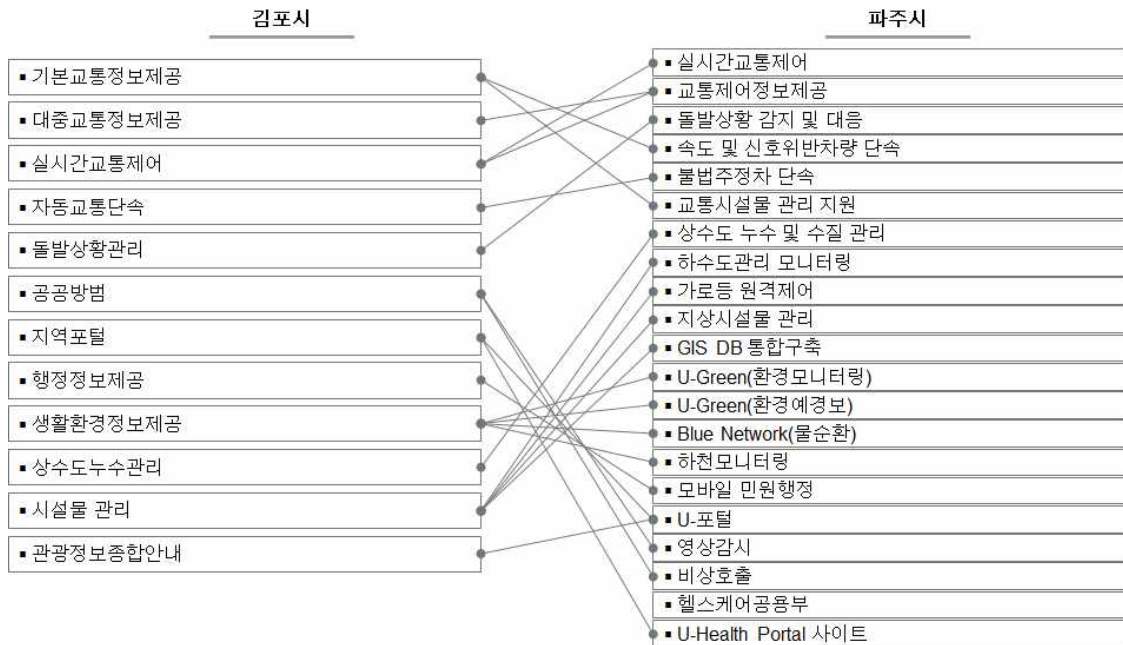 김포시
▪ 기본교통정보제공
▪ 대중교통정보제공
▪ 실시간교통제어
▪ 자동교통단속
▪ 돌발상황관리
▪ 공공방범
▪ 지역포털
▪ 행정정보제공
▪ 생활환경정보제공
▪ 상수도누수관리
▪ 시설물 관리
▪ 관광정보종합안내
파주시
▪ 실시간교통제어
▪ 교통제어정보제공
▪ 돌발상황 감지 및 대응
▪ 속도 및 신호위반차량 단속
▪ 불법주정차 단속
▪ 교통시설물 관리 지원
▪ 상수도 누수 및 수질 관리
▪ 하수도관리 모니터링
▪ 가로등 원격제어
▪ 지상시설물 관리
▪ GIS DB 통합구축
▪ U-Green(환경모니터링)
▪ U-Green(환경예경보)
▪ Blue Network(물순환)
▪ 하천모니터링
▪ 모바일 민원행정
▪ U-포털
▪ 영상감시
▪ 비상호출
▪ 헬스케어공용부
▪ U-Health Portal 사이트